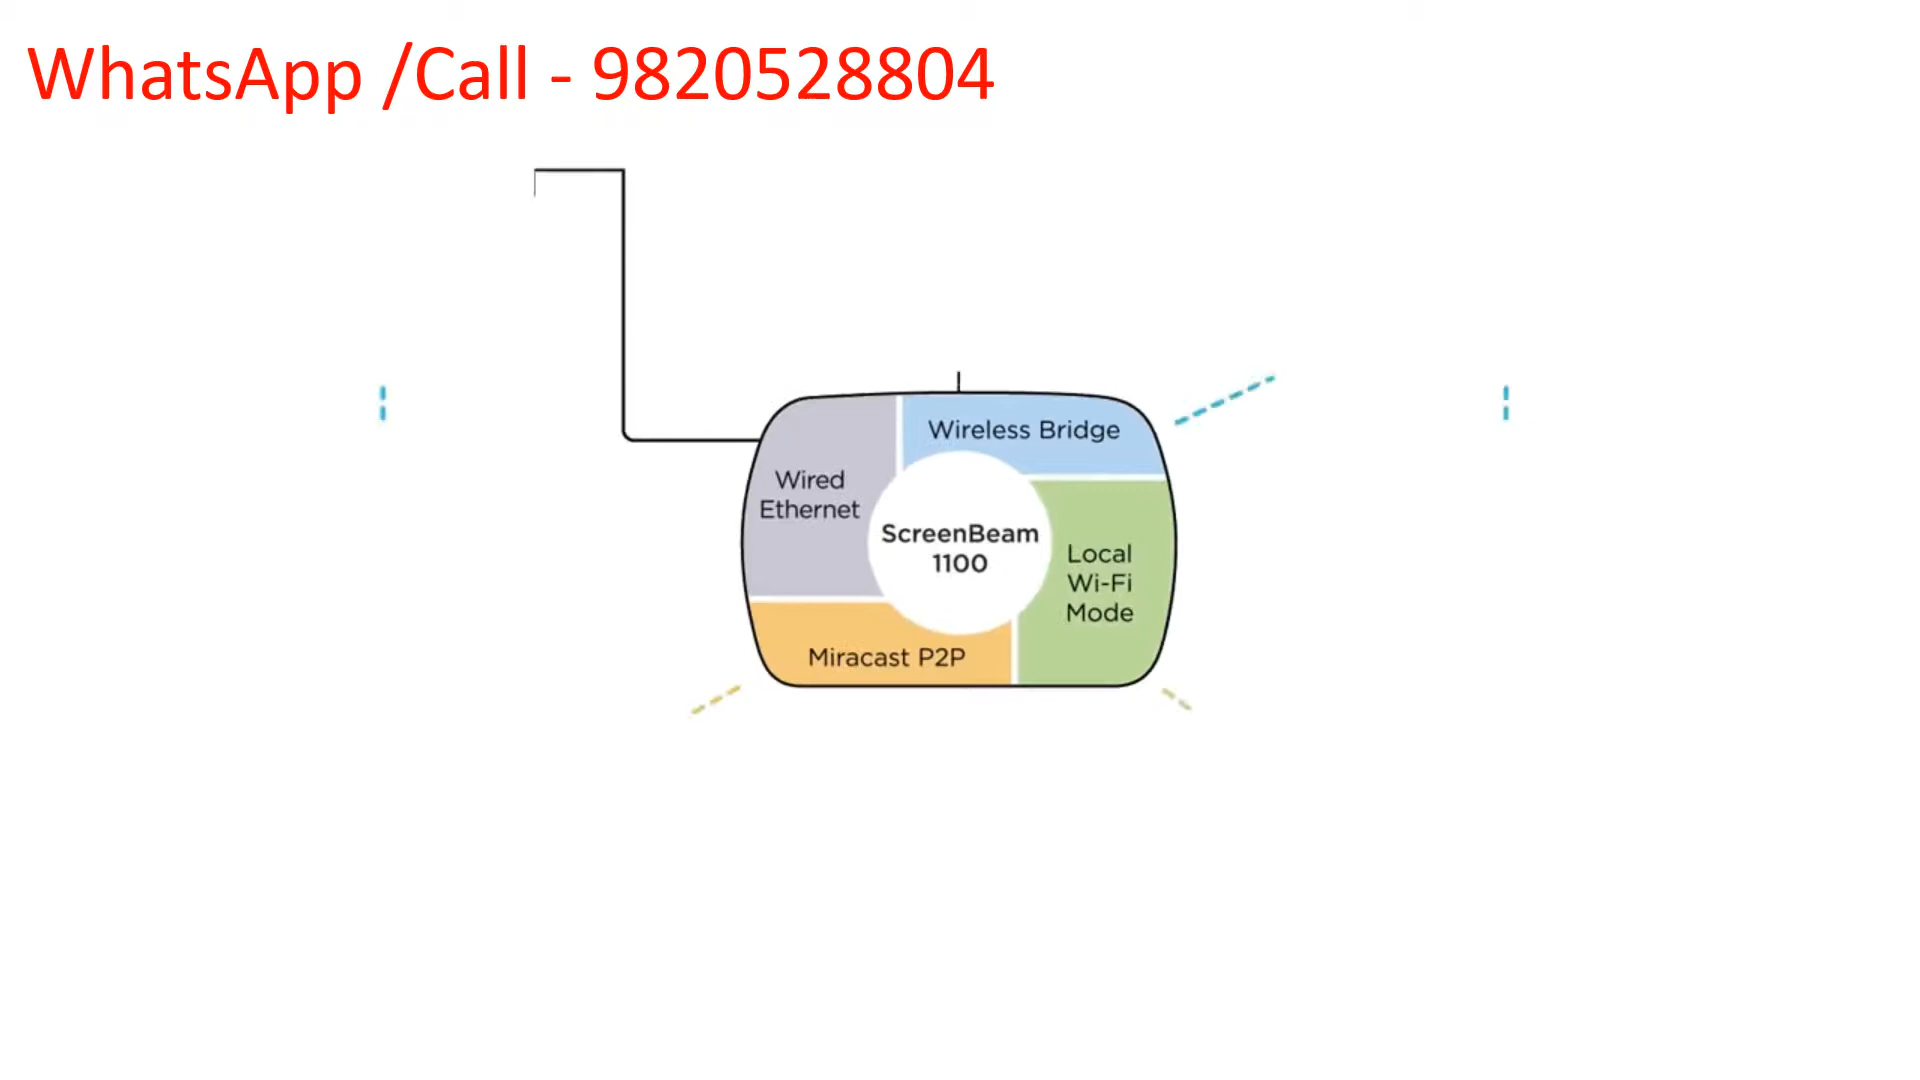 WhatsApp /Call - 9820528804
Wireless Bridge
Wired
Ethernet
ScreenBeam
1100
Local
Wi-Fi
Mode
Miracast P2P